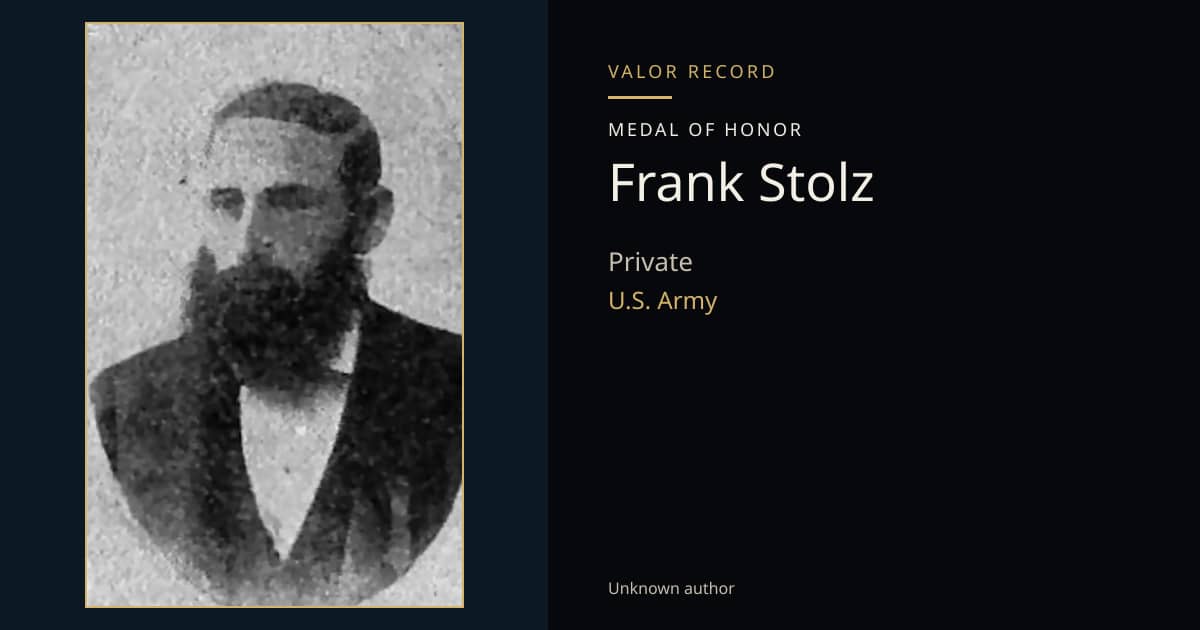 VALOR RECORD
MEDAL OF HONOR
Frank Stolz
Private
U.S. Army
Unknown author